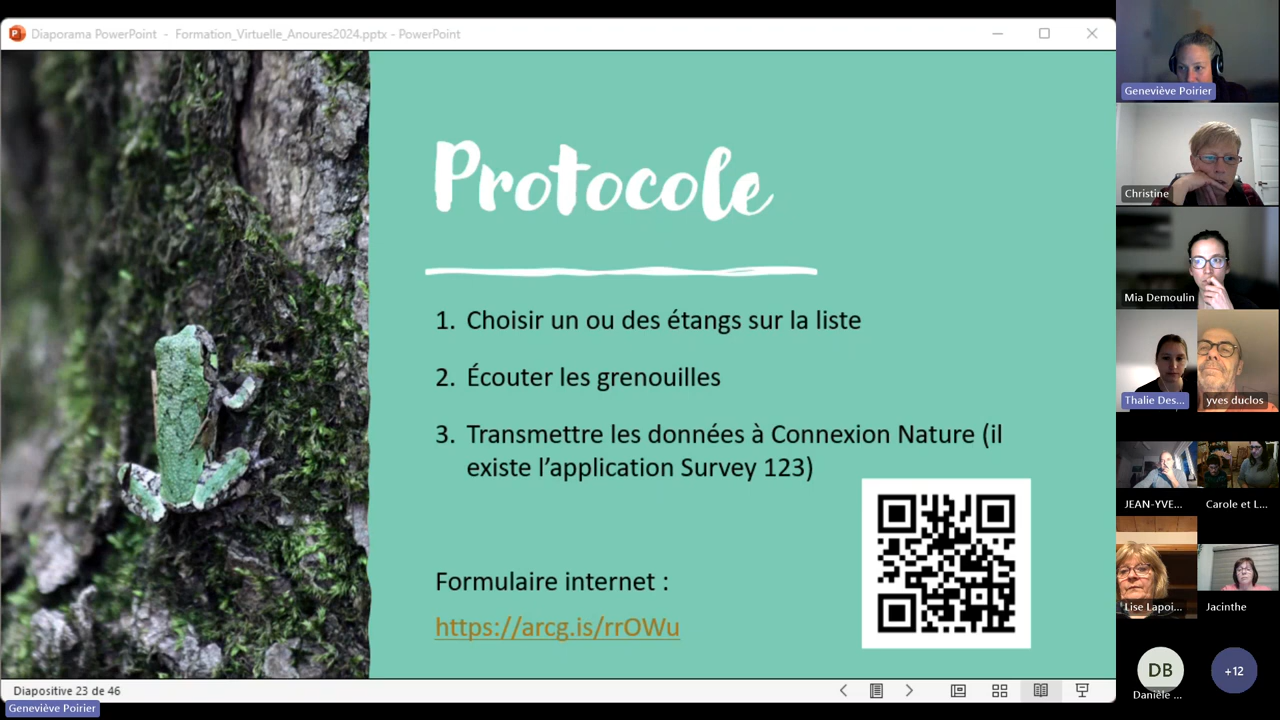 Diaporama PowerPoint - Formation_Virtuelle_Anoures2024.pptx - PowerPoint
Protocole
1. Choisir un ou des étangs sur la liste
2. Écouter les grenouilles
3. Transmettre les données à Connexion Nature (il
existe l’application Survey 123)
Formulaire internet :
https://arcg.is/rrOWu
Diapositive 23 de 46
Geneviève Poirier
Geneviève Poirier
Christine
Mia Demoulin
Thalie Des...
yves duclos
JEAN-YVE...
Carole et L...
Lise Lapoi...
Jacinthe
DB
Danièle ...
+12